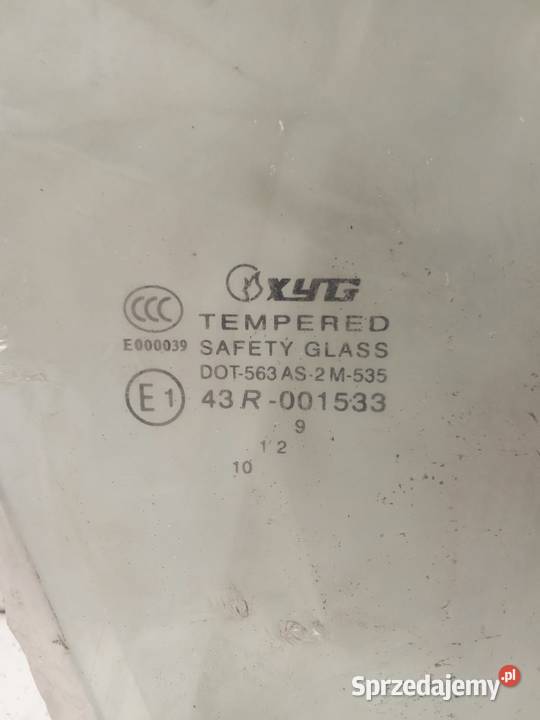 XYG
CCC
TEMPERED
E000039
SAFETY GLASS
DOT-563 AS-2 M-535
E1
43 R-001533
9
1 2
10
Sprzedajemy.pl